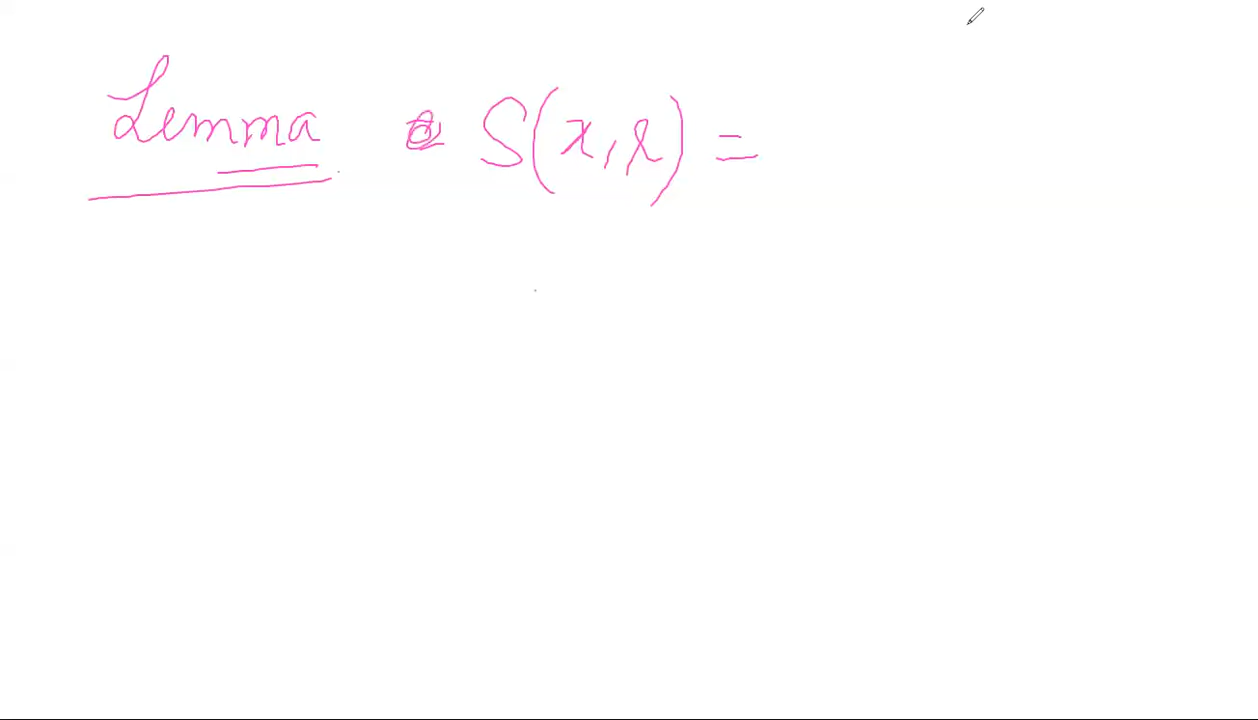 Lemma S(x, r) =